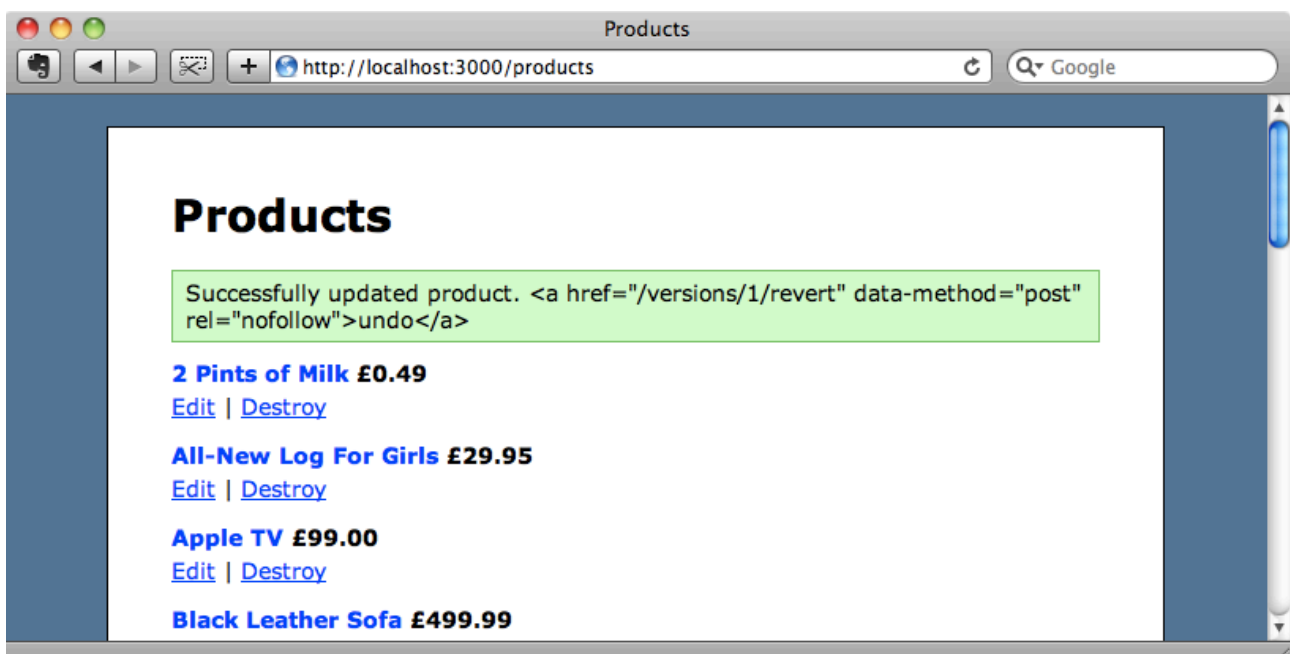 Products
+ http://localhost:3000/products Google
Products
Successfully updated product. <a href="/versions/1/revert" data-method="post"
rel="nofollow">undo</a>
2 Pints of Milk £0.49
Edit | Destroy
All-New Log For Girls £29.95
Edit | Destroy
Apple TV £99.00
Edit | Destroy
Black Leather Sofa £499.99